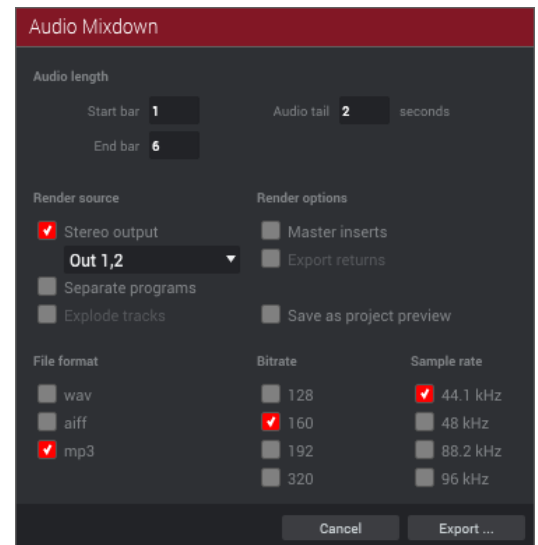 Audio Mixdown
Audio length
Start bar 1 Audio tail 2 seconds
End bar 6
Render source Render options
Stereo output Master inserts
Out 1,2 Export returns
Separate programs
Explode tracks Save as project preview
File format Bitrate Sample rate
wav 128 44.1 kHz
aiff 160 48 kHz
mp3 192 88.2 kHz
320 96 kHz
Cancel Export ...